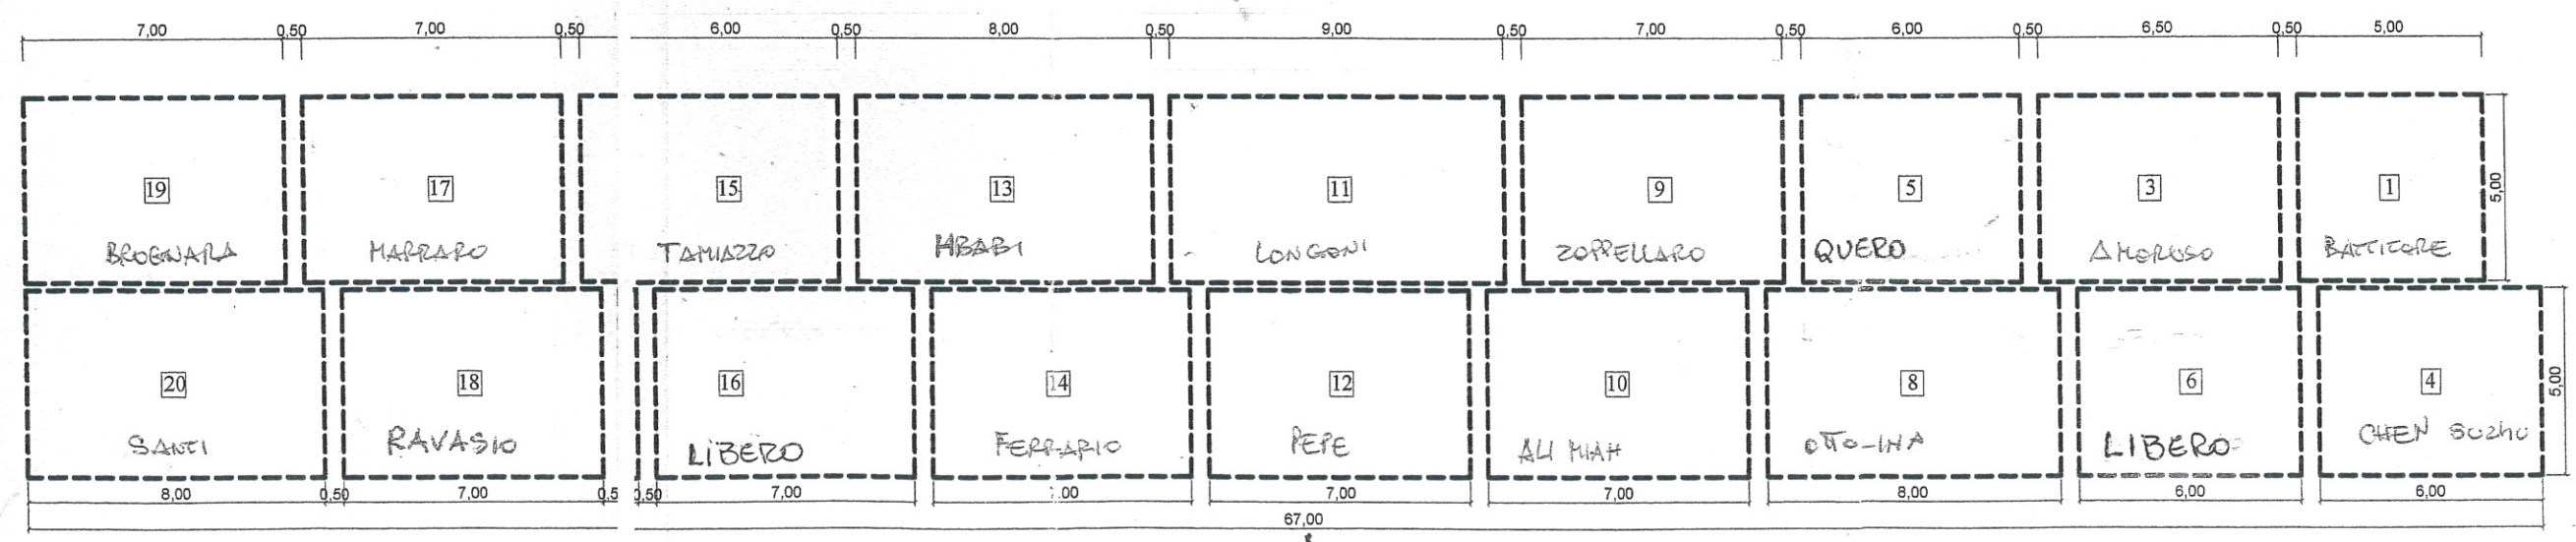 7,00 0,50 7,00 0,50 6,00 0,50 8,00 0,50 9,00 0,50 7,00 0,50 6,00 0,50 6,50 0,50 5,00
19 17 15 13 11 9 5 3 1
5,00
BROGNARA MARRARO TAMIAZZO HBABI LONGONI ZOPPELLARO QUERO AMORUSO BATTITORE
20 18 16 14 12 10 8 6 4
5,00
SANTI RAVASIO LIBERO FERRARIO PEPE ALI MIAH LIBERO CHEN SUZHU
8,00 0,50 7,00 0,5 0,50 7,00 7,00 7,00 8,00 6,00 6,00
67,00